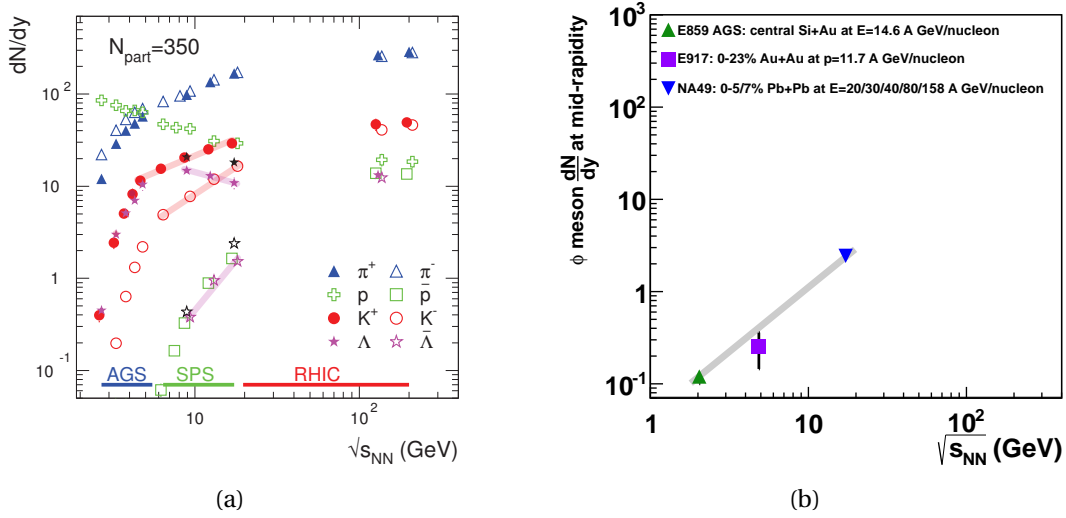 dN/dy
N_part=350
10^2
10
1
10^-1
π^+ π^-
p p̄
K^+ K^-
Λ Λ̄
AGS SPS RHIC
10 10^2
√s_NN (GeV)
(a)
ϕ meson dN/dy at mid-rapidity
10^3
10^2
10
1
10^-1
E859 AGS: central Si+Au at E=14.6 A GeV/nucleon
E917: 0-23% Au+Au at p=11.7 A GeV/nucleon
NA49: 0-5/7% Pb+Pb at E=20/30/40/80/158 A GeV/nucleon
1 10 10^2
√s_NN (GeV)
(b)